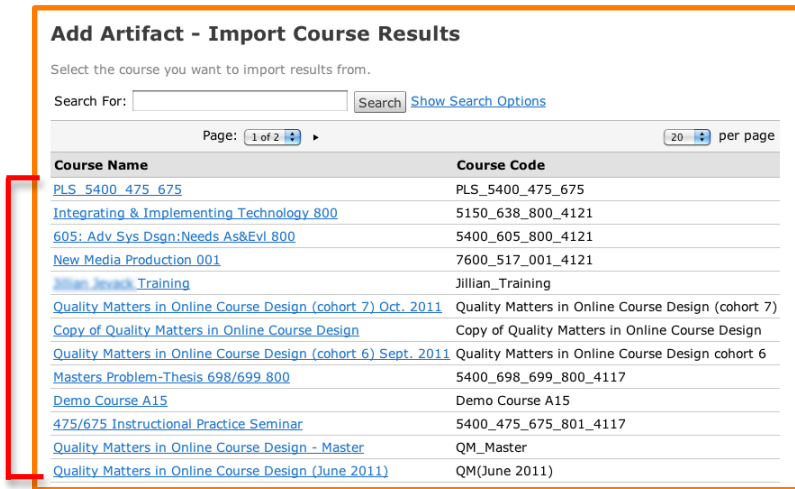 Add Artifact - Import Course Results
Select the course you want to import results from.
Search For: Search Show Search Options
Page: 1 of 2 20 per page
Course Name Course Code
PLS_5400_475_675 PLS_5400_475_675
Integrating & Implementing Technology 800 5150_638_800_4121
605: Adv Sys Dsgn:Needs As&Evl 800 5400_605_800_4121
New Media Production 001 7600_517_001_4121
Training Jillian_Training
Quality Matters in Online Course Design (cohort 7) Oct. 2011 Quality Matters in Online Course Design (cohort 7)
Copy of Quality Matters in Online Course Design Copy of Quality Matters in Online Course Design
Quality Matters in Online Course Design (cohort 6) Sept. 2011 Quality Matters in Online Course Design cohort 6
Masters Problem-Thesis 698/699 800 5400_698_699_800_4117
Demo Course A15 Demo Course A15
475/675 Instructional Practice Seminar 5400_475_675_801_4117
Quality Matters in Online Course Design - Master QM_Master
Quality Matters in Online Course Design (June 2011) QM(June 2011)